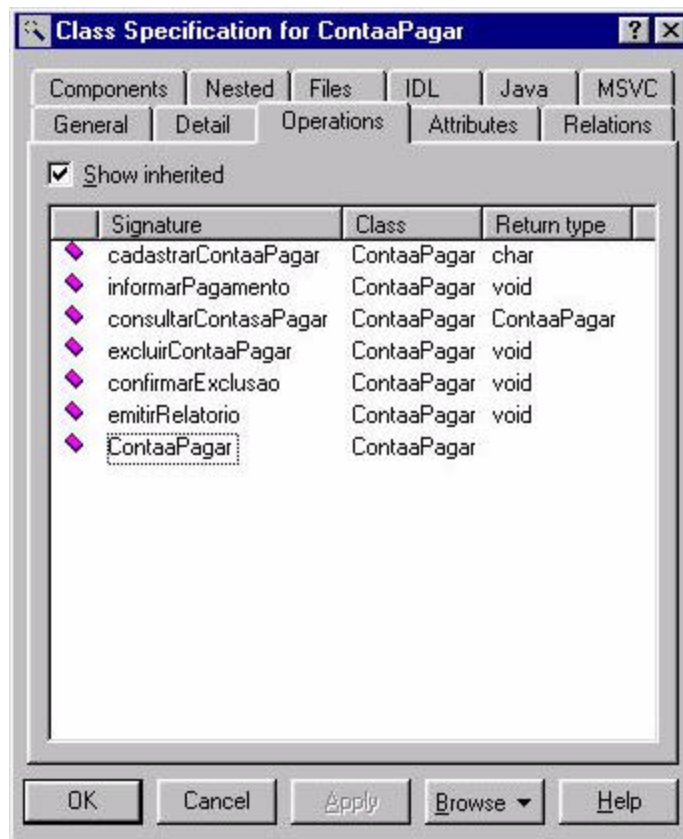 Class Specification for ContaaPagar
Components Nested Files IDL Java MSVC
General Detail Operations Attributes Relations
Show inherited
Signature Class Return type
cadastrarContaaPagar ContaaPagar char
informarPagamento ContaaPagar void
consultarContasaPagar ContaaPagar ContaaPagar
excluirContaaPagar ContaaPagar void
confirmarExclusao ContaaPagar void
emitirRelatorio ContaaPagar void
ContaaPagar ContaaPagar
OK Cancel Apply Browse Help